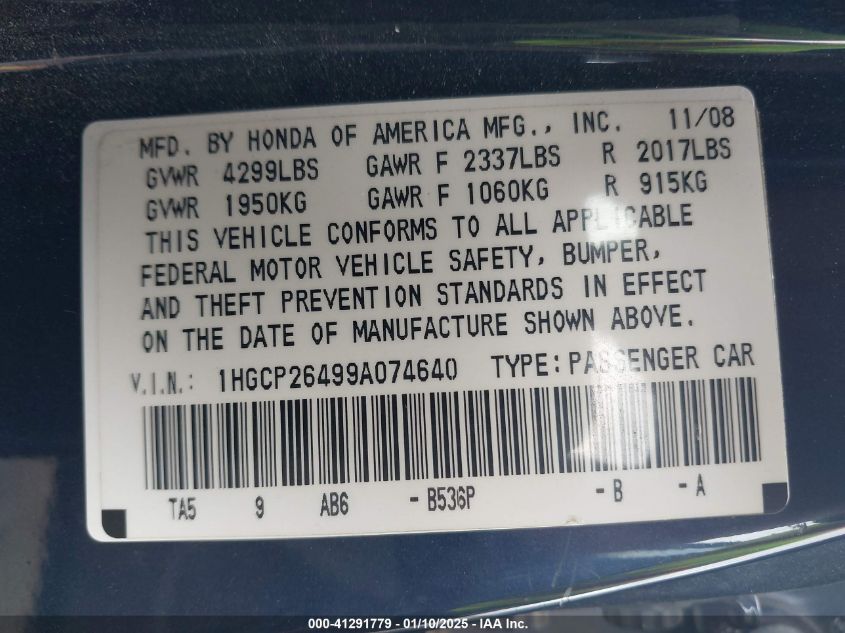 MFD. BY HONDA OF AMERICA MFG., INC. 11/08
GVWR 4299LBS GAWR F 2337LBS R 2017LBS
GVWR 1950KG GAWR F 1060KG R 915KG
THIS VEHICLE CONFORMS TO ALL APPLICABLE
FEDERAL MOTOR VEHICLE SAFETY, BUMPER,
AND THEFT PREVENTION STANDARDS IN EFFECT
ON THE DATE OF MANUFACTURE SHOWN ABOVE.
V.I.N.: 1HGCP26499A074640 TYPE: PASSENGER CAR
TA5 9 AB6 -B536P -B -A
000-41291779 - 01/10/2025 - IAAI Inc.